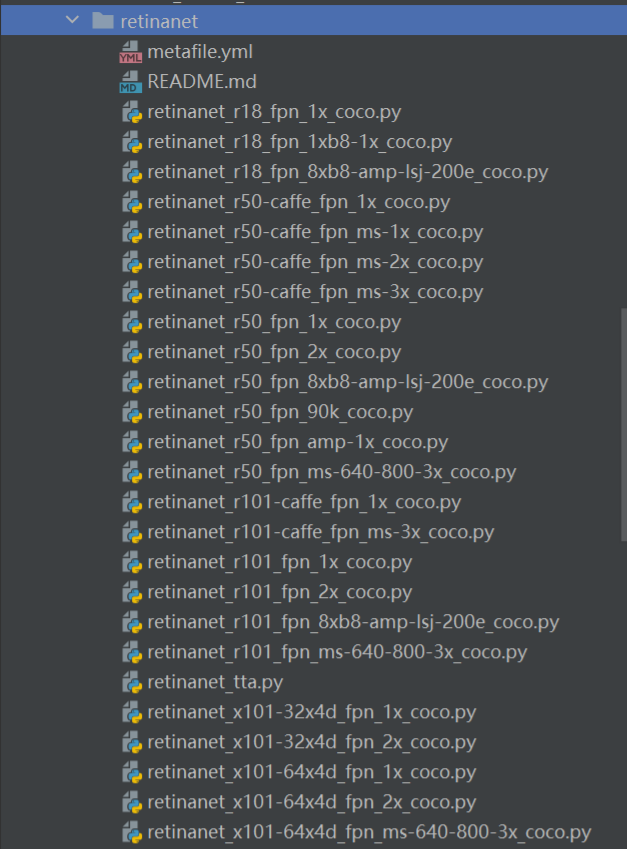 retinanet
metafile.yml
README.md
retinanet_r18_fpn_1x_coco.py
retinanet_r18_fpn_1xb8-1x_coco.py
retinanet_r18_fpn_8xb8-amp-lsj-200e_coco.py
retinanet_r50-caffe_fpn_1x_coco.py
retinanet_r50-caffe_fpn_ms-1x_coco.py
retinanet_r50-caffe_fpn_ms-2x_coco.py
retinanet_r50-caffe_fpn_ms-3x_coco.py
retinanet_r50_fpn_1x_coco.py
retinanet_r50_fpn_2x_coco.py
retinanet_r50_fpn_8xb8-amp-lsj-200e_coco.py
retinanet_r50_fpn_90k_coco.py
retinanet_r50_fpn_amp-1x_coco.py
retinanet_r50_fpn_ms-640-800-3x_coco.py
retinanet_r101-caffe_fpn_1x_coco.py
retinanet_r101-caffe_fpn_ms-3x_coco.py
retinanet_r101_fpn_1x_coco.py
retinanet_r101_fpn_2x_coco.py
retinanet_r101_fpn_8xb8-amp-lsj-200e_coco.py
retinanet_r101_fpn_ms-640-800-3x_coco.py
retinanet_tta.py
retinanet_x101-32x4d_fpn_1x_coco.py
retinanet_x101-32x4d_fpn_2x_coco.py
retinanet_x101-64x4d_fpn_1x_coco.py
retinanet_x101-64x4d_fpn_2x_coco.py
retinanet_x101-64x4d_fpn_ms-640-800-3x_coco.py